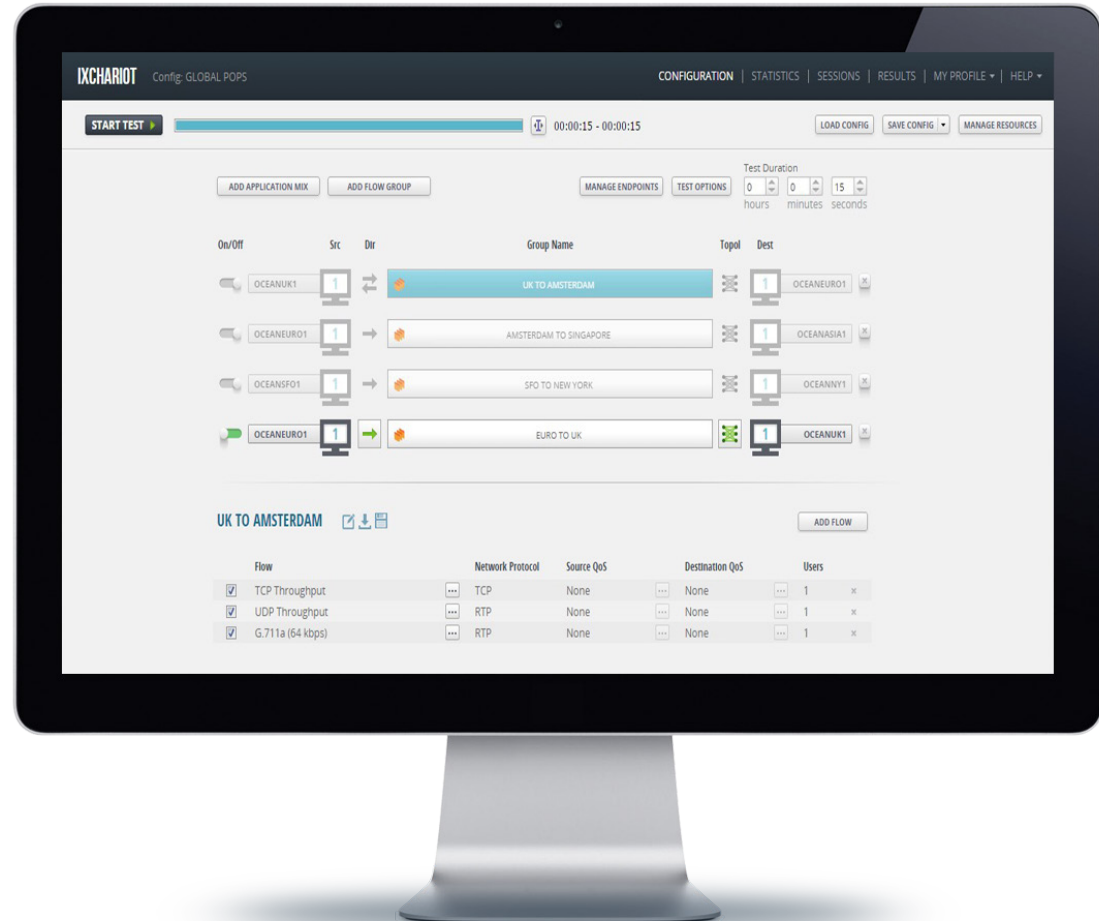 IXCHARIOT Config: GLOBAL POPS CONFIGURATION | STATISTICS | SESSIONS | RESULTS | MY PROFILE | HELP
START TEST 00:00:15 - 00:00:15 LOAD CONFIG SAVE CONFIG MANAGE RESOURCES
Test Duration
ADD APPLICATION MIX ADD FLOW GROUP MANAGE ENDPOINTS TEST OPTIONS 0 0 15
hours minutes seconds
On/Off Src Dir Group Name Topol Dest
OCEANUK1 1 UK TO AMSTERDAM 1 OCEANEURO1 x
OCEANEURO1 1 AMSTERDAM TO SINGAPORE 1 OCEANASIA1 x
OCEANSFO1 1 SFO TO NEW YORK 1 OCEANNY1 x
OCEANEURO1 1 EURO TO UK 1 OCEANUK1 x
UK TO AMSTERDAM ADD FLOW
Flow Network Protocol Source QoS Destination QoS Users
TCP Throughput ... TCP None ... None ... 1 x
UDP Throughput ... RTP None ... None ... 1 x
G.711a (64 kbps) ... RTP None ... None ... 1 x